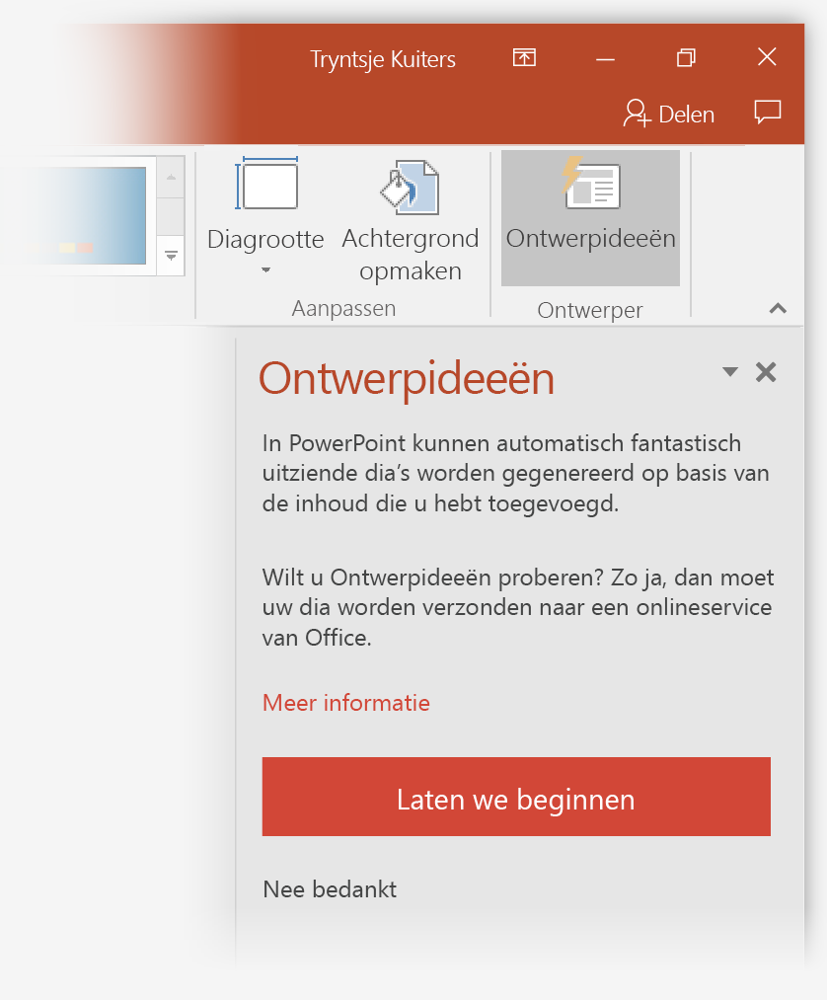 Tryntsje Kuiters
Delen
Diagrootte
Achtergrond
opmaken
Ontwerpideeën
Aanpassen
Ontwerper
Ontwerpideeën
In PowerPoint kunnen automatisch fantastisch
uitziende dia's worden gegenereerd op basis van
de inhoud die u hebt toegevoegd.
Wilt u Ontwerpideeën proberen? Zo ja, dan moet
uw dia worden verzonden naar een onlineservice
van Office.
Meer informatie
Laten we beginnen
Nee bedankt